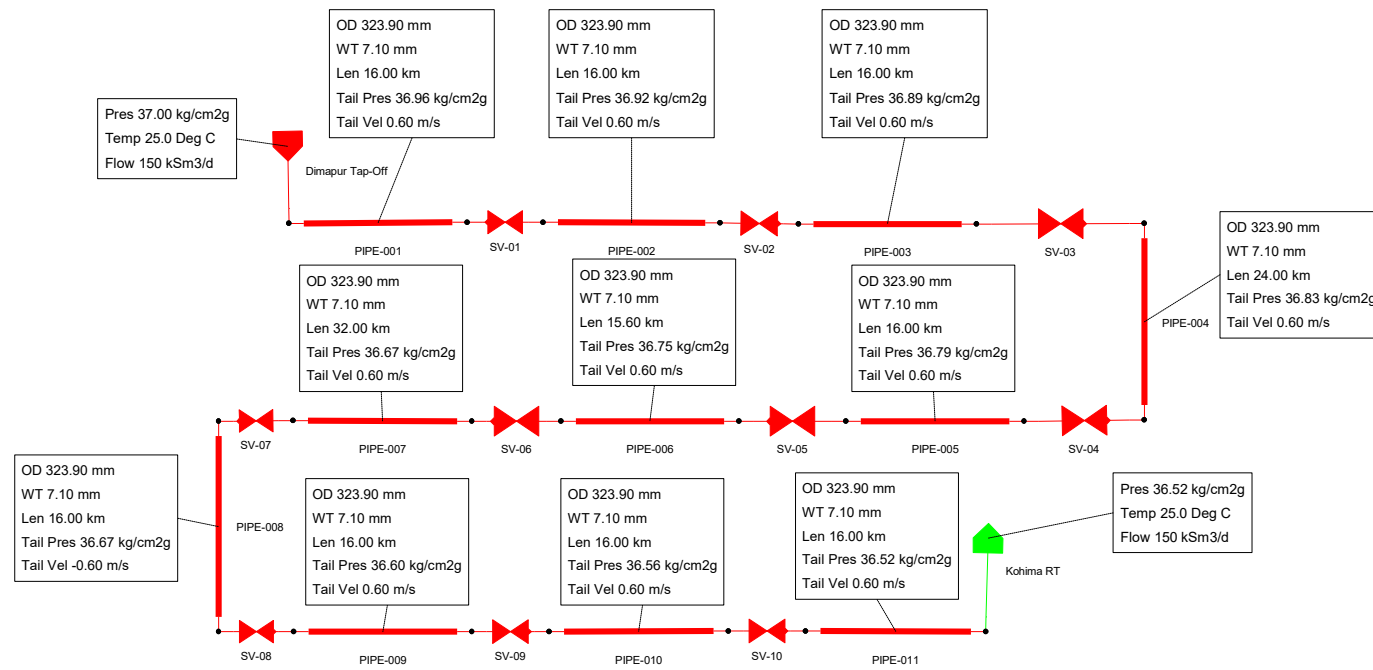 OD 323.90 mm
WT 7.10 mm
Len 16.00 km
Tail Pres 36.96 kg/cm2g
Tail Vel 0.60 m/s
OD 323.90 mm
WT 7.10 mm
Len 16.00 km
Tail Pres 36.92 kg/cm2g
Tail Vel 0.60 m/s
OD 323.90 mm
WT 7.10 mm
Len 16.00 km
Tail Pres 36.89 kg/cm2g
Tail Vel 0.60 m/s
Pres 37.00 kg/cm2g
Temp 25.0 Deg C
Flow 150 kSm3/d
Dimapur Tap-Off
PIPE-001
SV-01
PIPE-002
SV-02
PIPE-003
SV-03
OD 323.90 mm
WT 7.10 mm
Len 24.00 km
Tail Pres 36.83 kg/cm2g
Tail Vel 0.60 m/s
PIPE-004
OD 323.90 mm
WT 7.10 mm
Len 32.00 km
Tail Pres 36.67 kg/cm2g
Tail Vel 0.60 m/s
OD 323.90 mm
WT 7.10 mm
Len 15.60 km
Tail Pres 36.75 kg/cm2g
Tail Vel 0.60 m/s
OD 323.90 mm
WT 7.10 mm
Len 16.00 km
Tail Pres 36.79 kg/cm2g
Tail Vel 0.60 m/s
SV-07
PIPE-007
SV-06
PIPE-006
SV-05
PIPE-005
SV-04
OD 323.90 mm
WT 7.10 mm
Len 16.00 km
Tail Pres 36.67 kg/cm2g
Tail Vel -0.60 m/s
PIPE-008
OD 323.90 mm
WT 7.10 mm
Len 16.00 km
Tail Pres 36.60 kg/cm2g
Tail Vel 0.60 m/s
OD 323.90 mm
WT 7.10 mm
Len 16.00 km
Tail Pres 36.56 kg/cm2g
Tail Vel 0.60 m/s
OD 323.90 mm
WT 7.10 mm
Len 16.00 km
Tail Pres 36.52 kg/cm2g
Tail Vel 0.60 m/s
Pres 36.52 kg/cm2g
Temp 25.0 Deg C
Flow 150 kSm3/d
Kohima RT
SV-08
PIPE-009
SV-09
PIPE-010
SV-10
PIPE-011